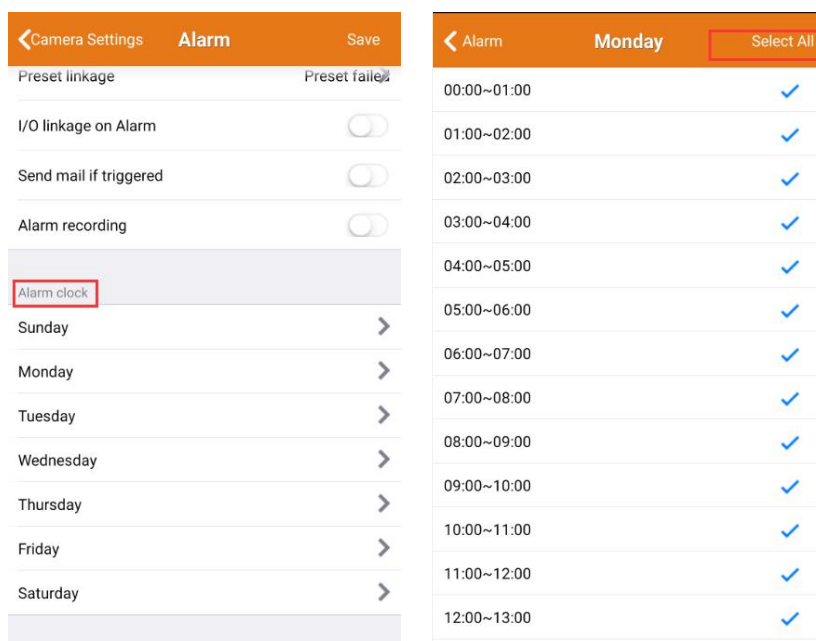 Camera Settings Alarm Save
Preset linkage Preset failed
I/O linkage on Alarm
Send mail if triggered
Alarm recording
Alarm clock
Sunday
Monday
Tuesday
Wednesday
Thursday
Friday
Saturday
Alarm Monday Select All
00:00~01:00
01:00~02:00
02:00~03:00
03:00~04:00
04:00~05:00
05:00~06:00
06:00~07:00
07:00~08:00
08:00~09:00
09:00~10:00
10:00~11:00
11:00~12:00
12:00~13:00